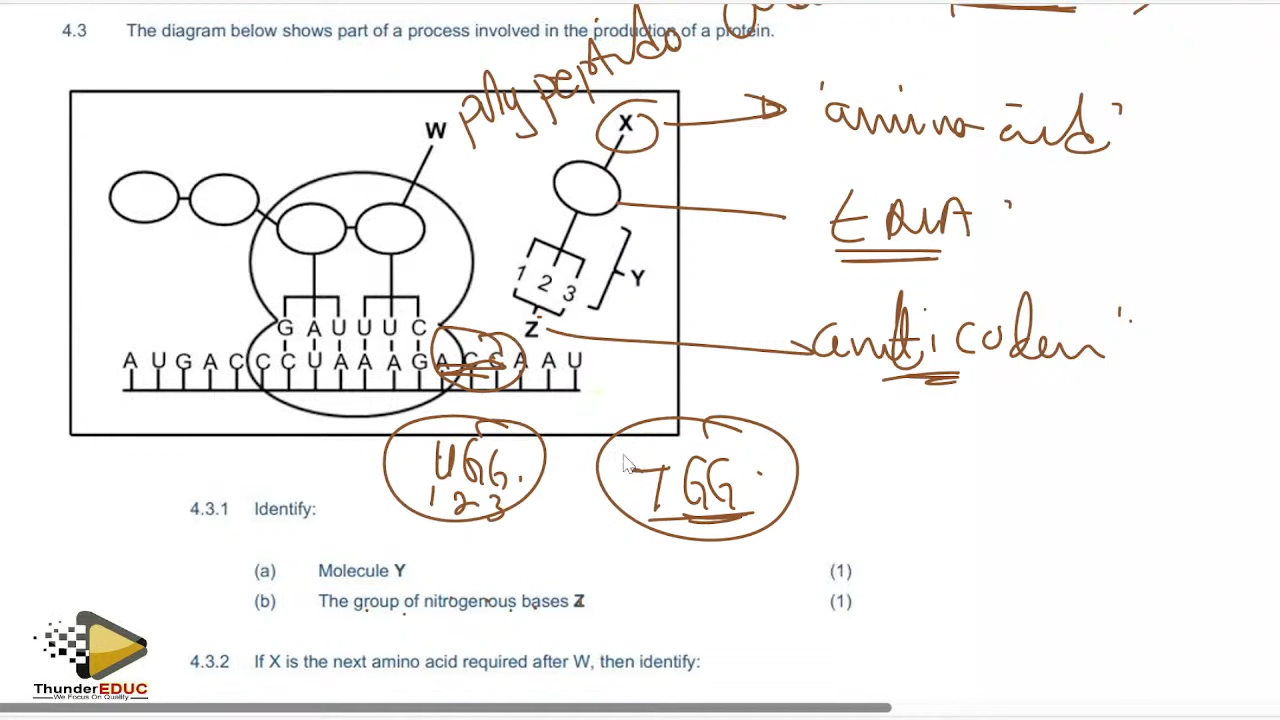 4.3 The diagram below shows part of a process involved in the production of a protein.
polypeptide
W
X
'amino acid'
tRNA
1 2 3
Y
Z
anticoden
G A U U U C
A U G A C C C U A A A G A C C A A U
UGG.
1 2 3
TGG
4.3.1 Identify:
(a) Molecule Y (1)
(b) The group of nitrogenous bases Z (1)
4.3.2 If X is the next amino acid required after W, then identify:
ThunderEDUC
We Focus On Quality